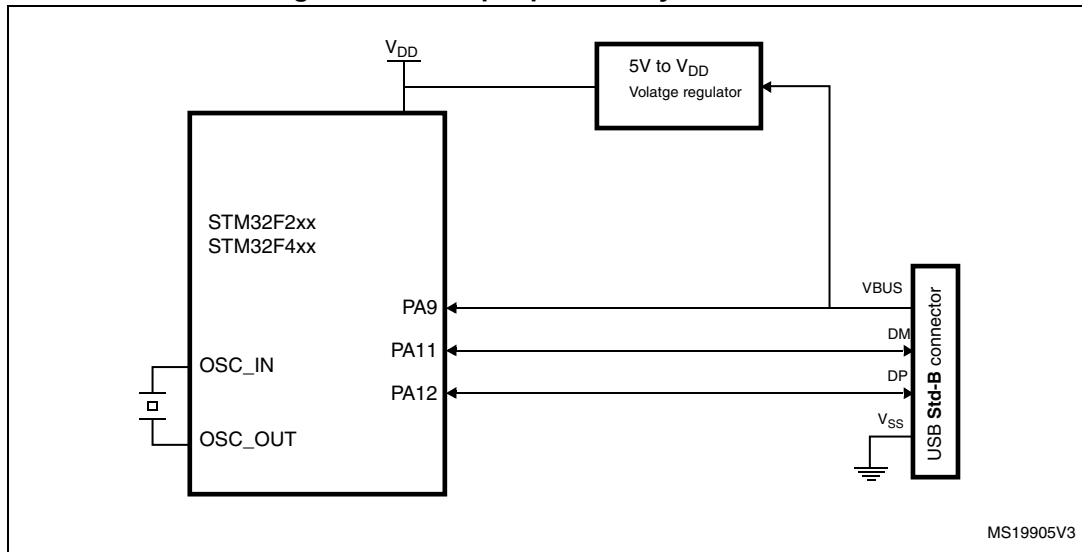 V_DD
5V to V_DD
Volatge regulator
STM32F2xx
STM32F4xx
OSC_IN
OSC_OUT
PA9
PA11
PA12
VBUS
DM
DP
V_SS
USB Std-B connector
MS19905V3